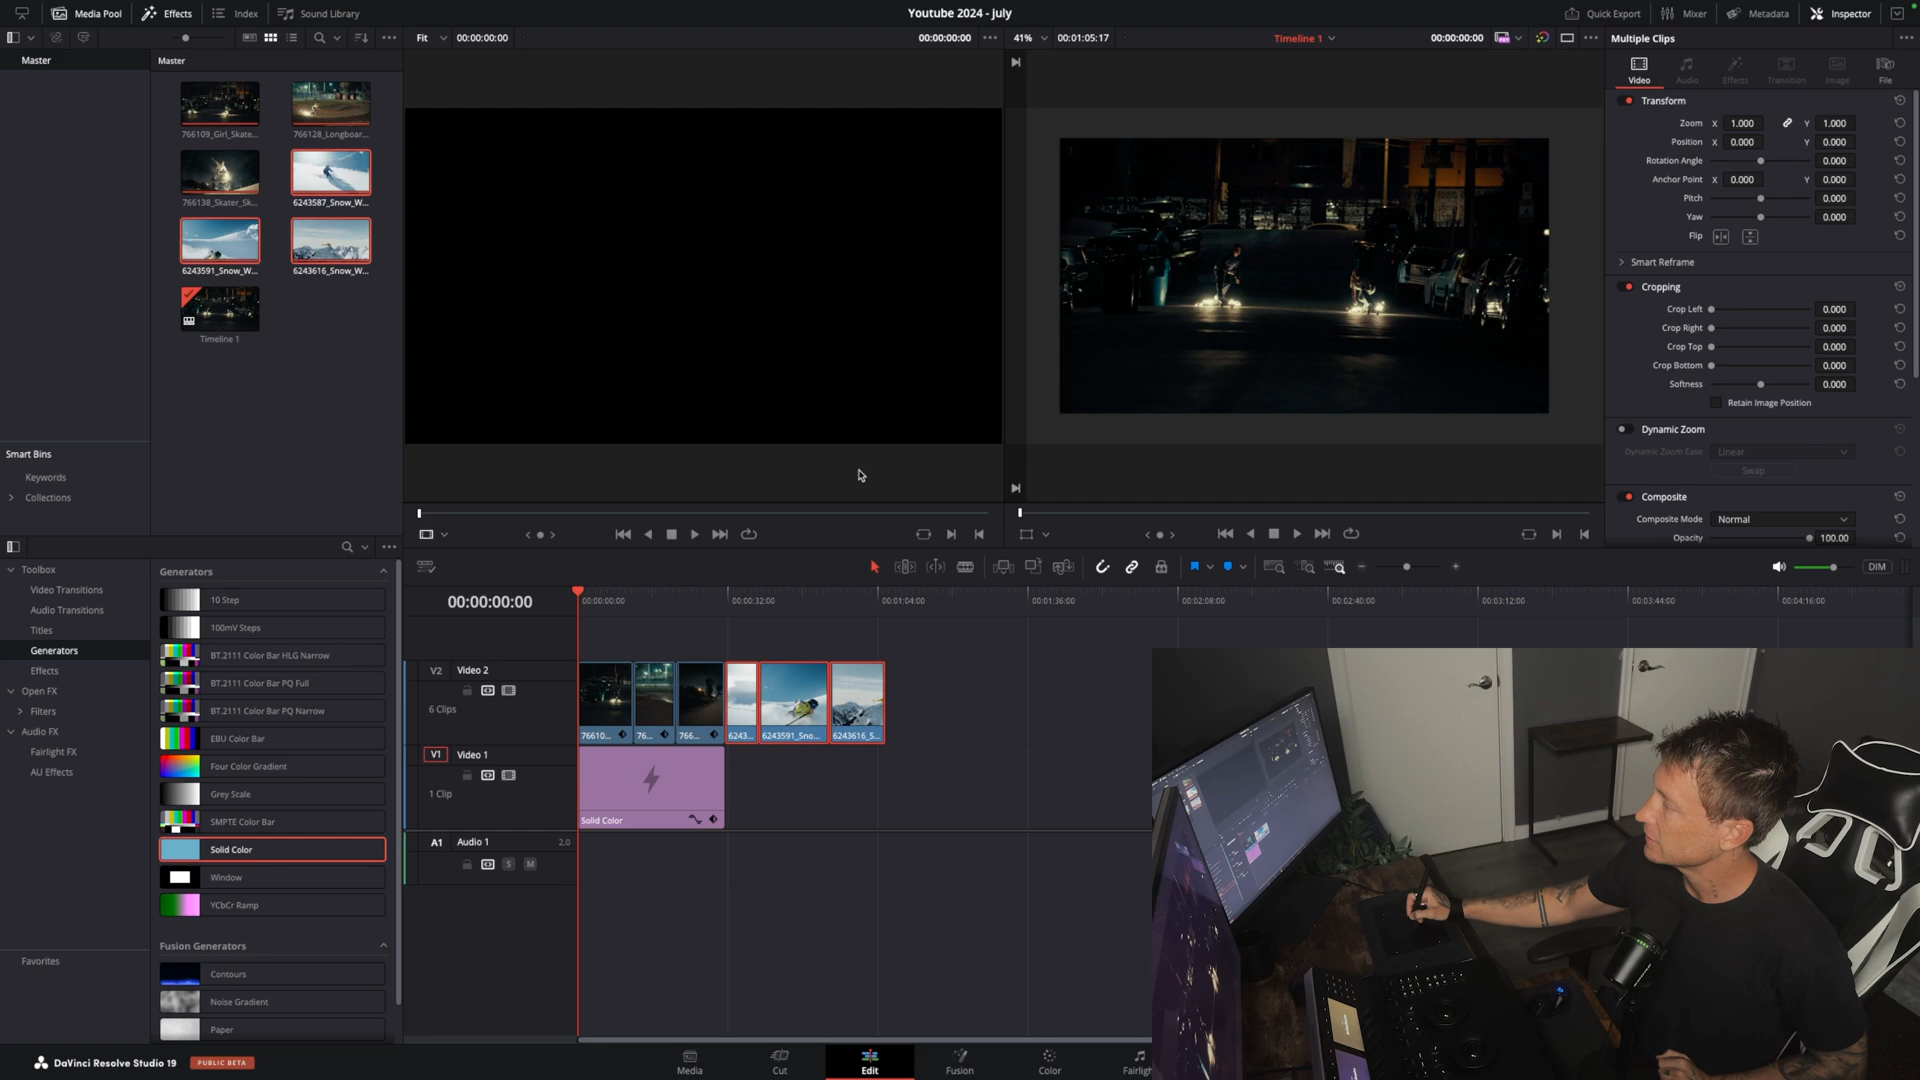 Media Pool
Effects
Index
Sound Library
Youtube 2024 - July
Quick Export
Mixer
Metadata
Inspector
Fit
00:00:00:00
00:00:00:00
41%
00:01:05:17
Timeline 1
00:00:00:00
Multiple Clips
Master
Master
Video
Audio
Effects
Transition
Image
File
766109_Girl_Skate...
766128_Longboar...
766138_Skater_Sk...
6243587_Snow_W...
6243591_Snow_W...
6243616_Snow_W...
Timeline 1
Transform
Zoom X 1.000 Y 1.000
Position X 0.000 Y 0.000
Rotation Angle 0.000
Anchor Point X 0.000 Y 0.000
Pitch 0.000
Yaw 0.000
Flip
Smart Reframe
Cropping
Crop Left 0.000
Crop Right 0.000
Crop Top 0.000
Crop Bottom 0.000
Softness 0.000
Retain Image Position
Dynamic Zoom
Dynamic Zoom Ease Linear
Swap
Composite
Composite Mode Normal
Opacity 100.00
Smart Bins
Keywords
Collections
Toolbox
Video Transitions
Audio Transitions
Titles
Generators
Effects
Open FX
Filters
Audio FX
Fairlight FX
AU Effects
Favorites
Generators
10 Step
100mV Steps
BT.2111 Color Bar HLG Narrow
BT.2111 Color Bar PQ Full
BT.2111 Color Bar PQ Narrow
EBU Color Bar
Four Color Gradient
Grey Scale
SMPTE Color Bar
Solid Color
Window
YCbCr Ramp
Fusion Generators
Contours
Noise Gradient
Paper
DIM
00:00:00:00
00:00:00:00
00:00:32:00
00:01:04:00
00:01:36:00
00:02:08:00
00:02:40:00
00:03:12:00
00:03:44:00
00:04:16:00
V2 Video 2
6 Clips
76610...
76...
766...
6243...
6243591_Sno...
6243616_S...
V1 Video 1
1 Clip
Solid Color
A1 Audio 1 2.0
S M
DaVinci Resolve Studio 19
PUBLIC BETA
Media
Cut
Edit
Fusion
Color
Fairligh